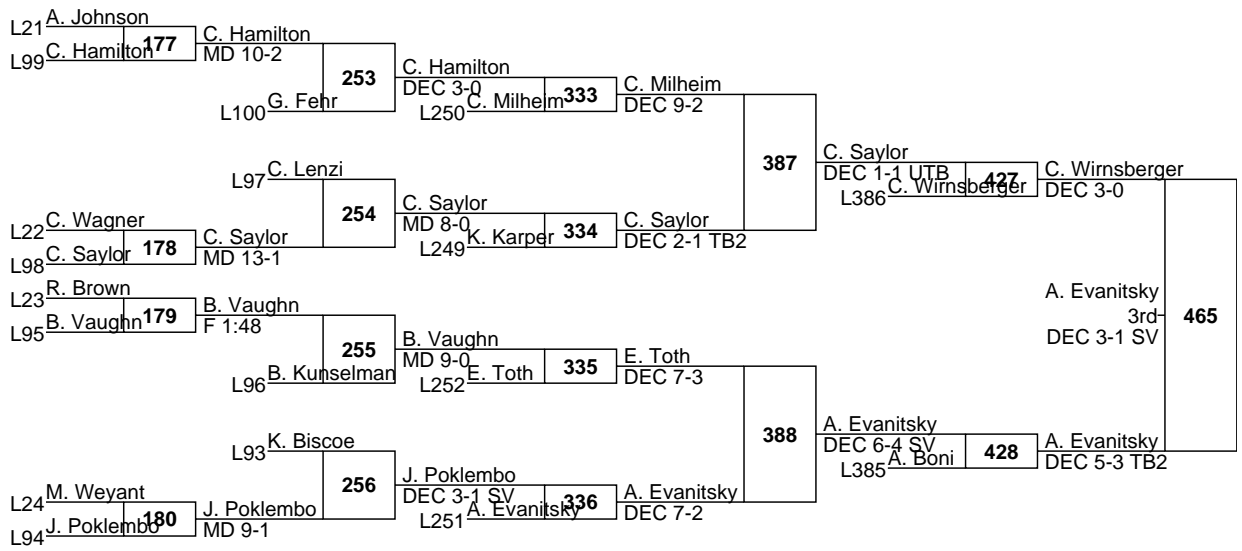 L21 A. Johnson
177
L99 C. Hamilton
C. Hamilton
MD 10-2
253
L100 G. Fehr
C. Hamilton
DEC 3-0
333
L250 C. Milheim
C. Milheim
DEC 9-2
L97 C. Lenzi
254
L22 C. Wagner
178
L98 C. Saylor
C. Saylor
MD 13-1
C. Saylor
MD 8-0
334
L249 K. Karper
C. Saylor
DEC 2-1 TB2
387
C. Saylor
DEC 1-1 UTB
427
L386 C. Wirnsberger
C. Wirnsberger
DEC 3-0
L23 R. Brown
179
L95 B. Vaughn
B. Vaughn
F 1:48
255
L96 B. Kunselman
B. Vaughn
MD 9-0
335
L252 E. Toth
E. Toth
DEC 7-3
L93 K. Biscoe
256
L24 M. Weyant
180
L94 J. Poklembo
J. Poklembo
MD 9-1
J. Poklembo
DEC 3-1 SV
336
L251 A. Evanitsky
A. Evanitsky
DEC 7-2
388
A. Evanitsky
DEC 6-4 SV
428
L385 A. Boni
A. Evanitsky
DEC 5-3 TB2
465
A. Evanitsky
3rd
DEC 3-1 SV